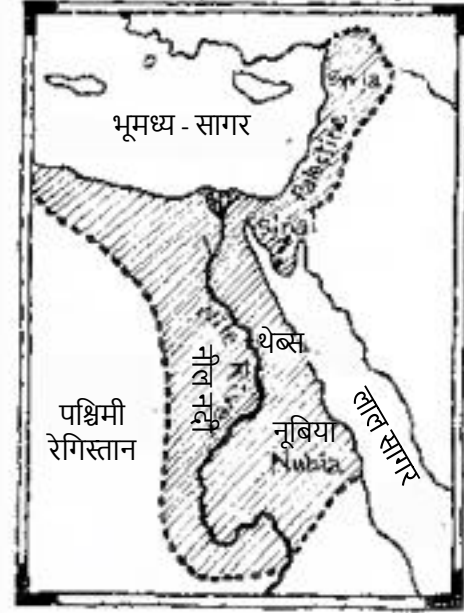 Syria
भूमध्य - सागर
Palestine
Sinai
थेब्स
नील नदी
लाल सागर
पश्चिमी
रेगिस्तान
नूबिया
Nubia